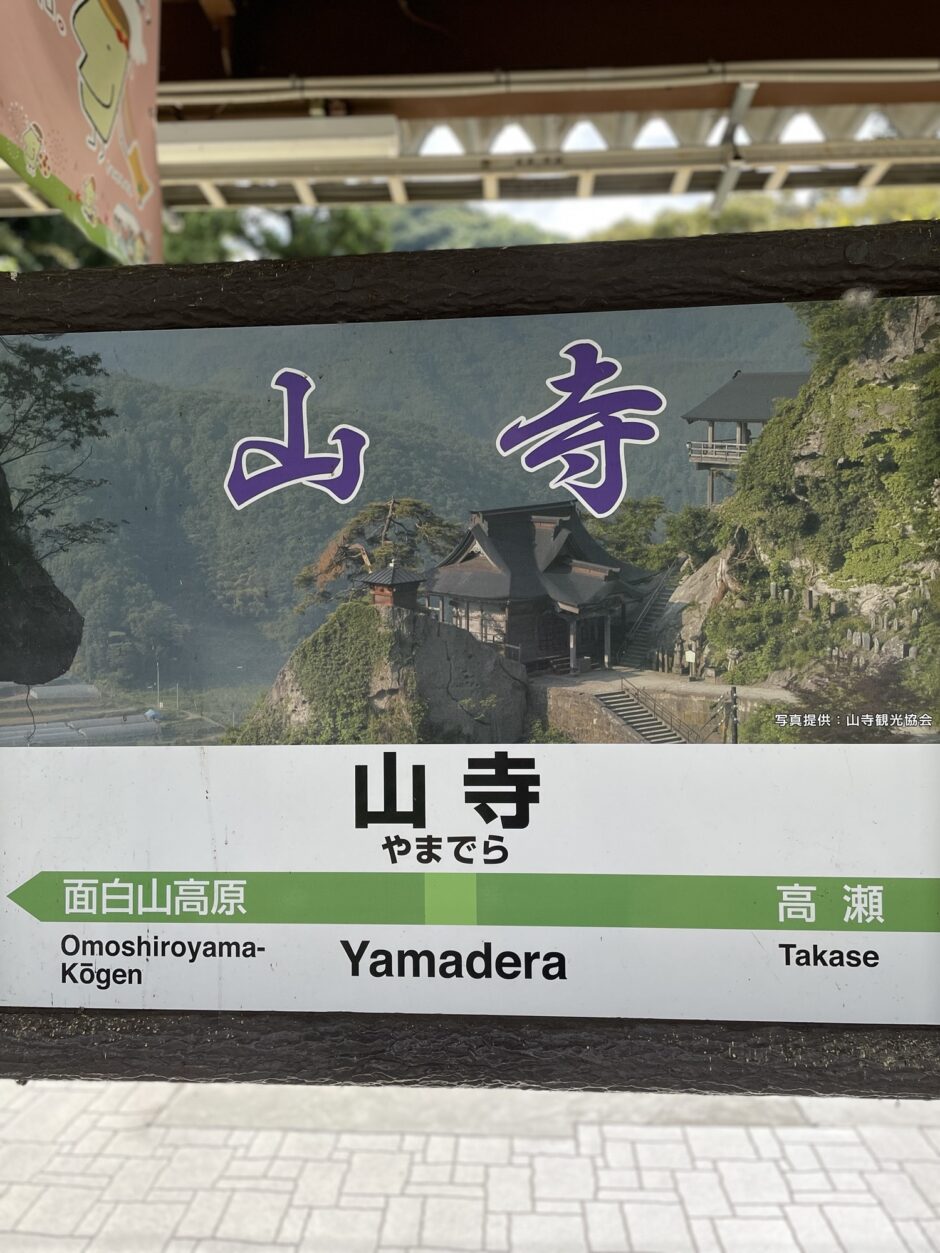 山寺
写真提供：山寺観光協会
山寺
やまでら
面白山高原
高瀬
Omoshiroyama-
Kōgen
Yamadera
Takase